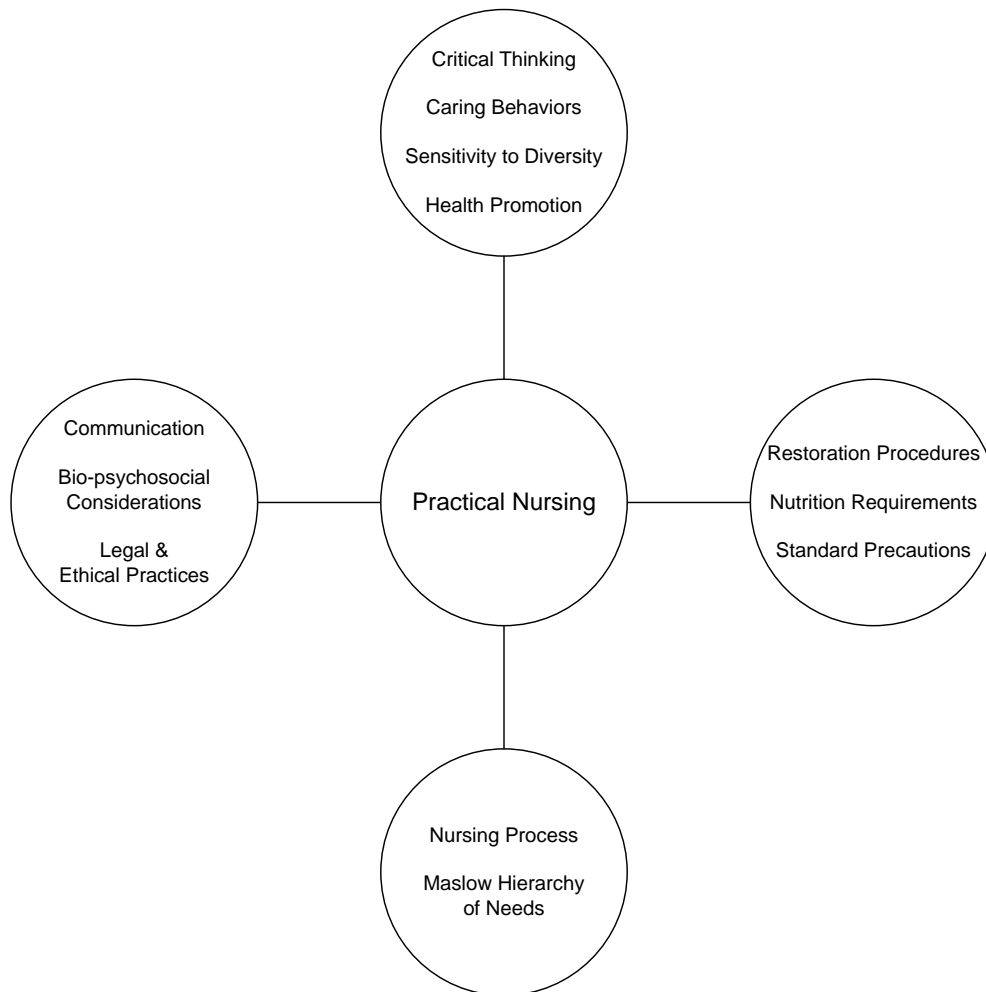 Critical Thinking
Caring Behaviors
Sensitivity to Diversity
Health Promotion
Communication
Bio-psychosocial
Considerations
Legal &
Ethical Practices
Practical Nursing
Restoration Procedures
Nutrition Requirements
Standard Precautions
Nursing Process
Maslow Hierarchy
of Needs